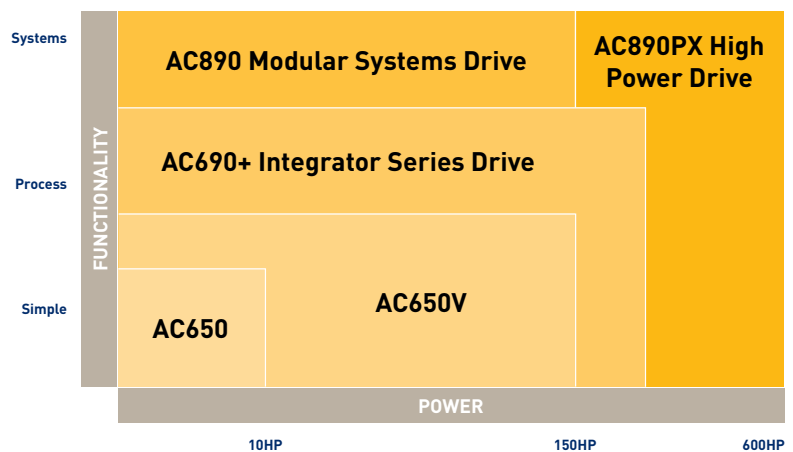 Systems
AC890 Modular Systems Drive
AC890PX High
Power Drive
FUNCTIONALITY
Process
AC690+ Integrator Series Drive
Simple
AC650
AC650V
POWER
10HP
150HP
600HP